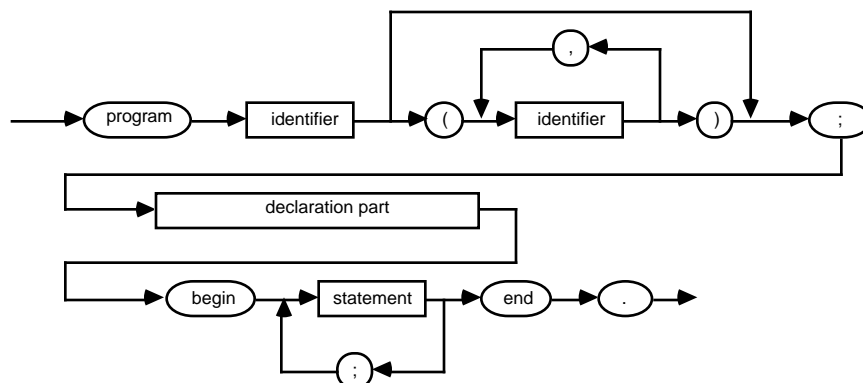 ,
program identifier ( identifier ) ;
declaration part
begin statement end .
;